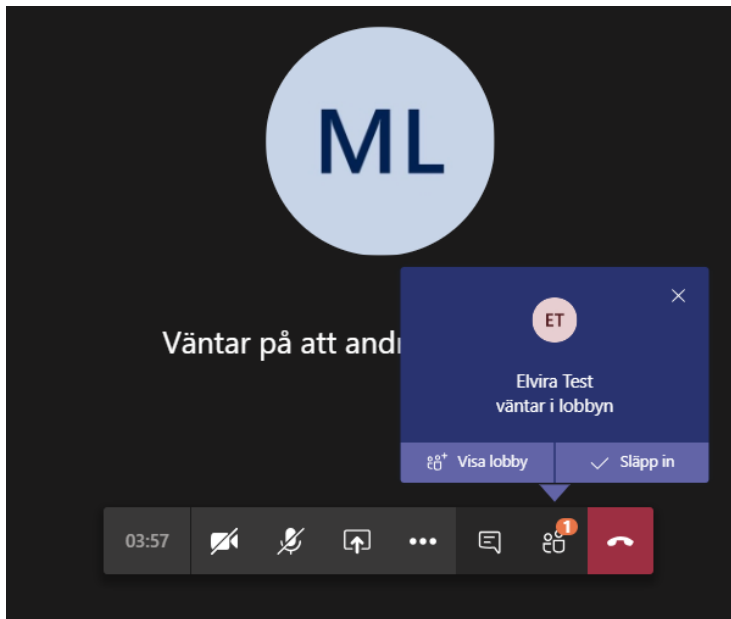 ML
Väntar på att andr
ET
Elvira Test
väntar i lobbyn
Visa lobby
Släpp in
03:57
1